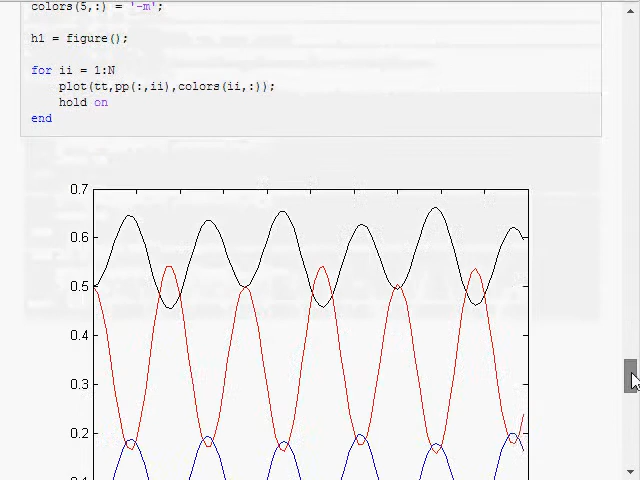 colors(5,:) = '-m';
h1 = figure();
for ii = 1:N
plot(tt,pp(:,ii),colors(ii,:));
hold on
end
0.7
0.6
0.5
0.4
0.3
0.2